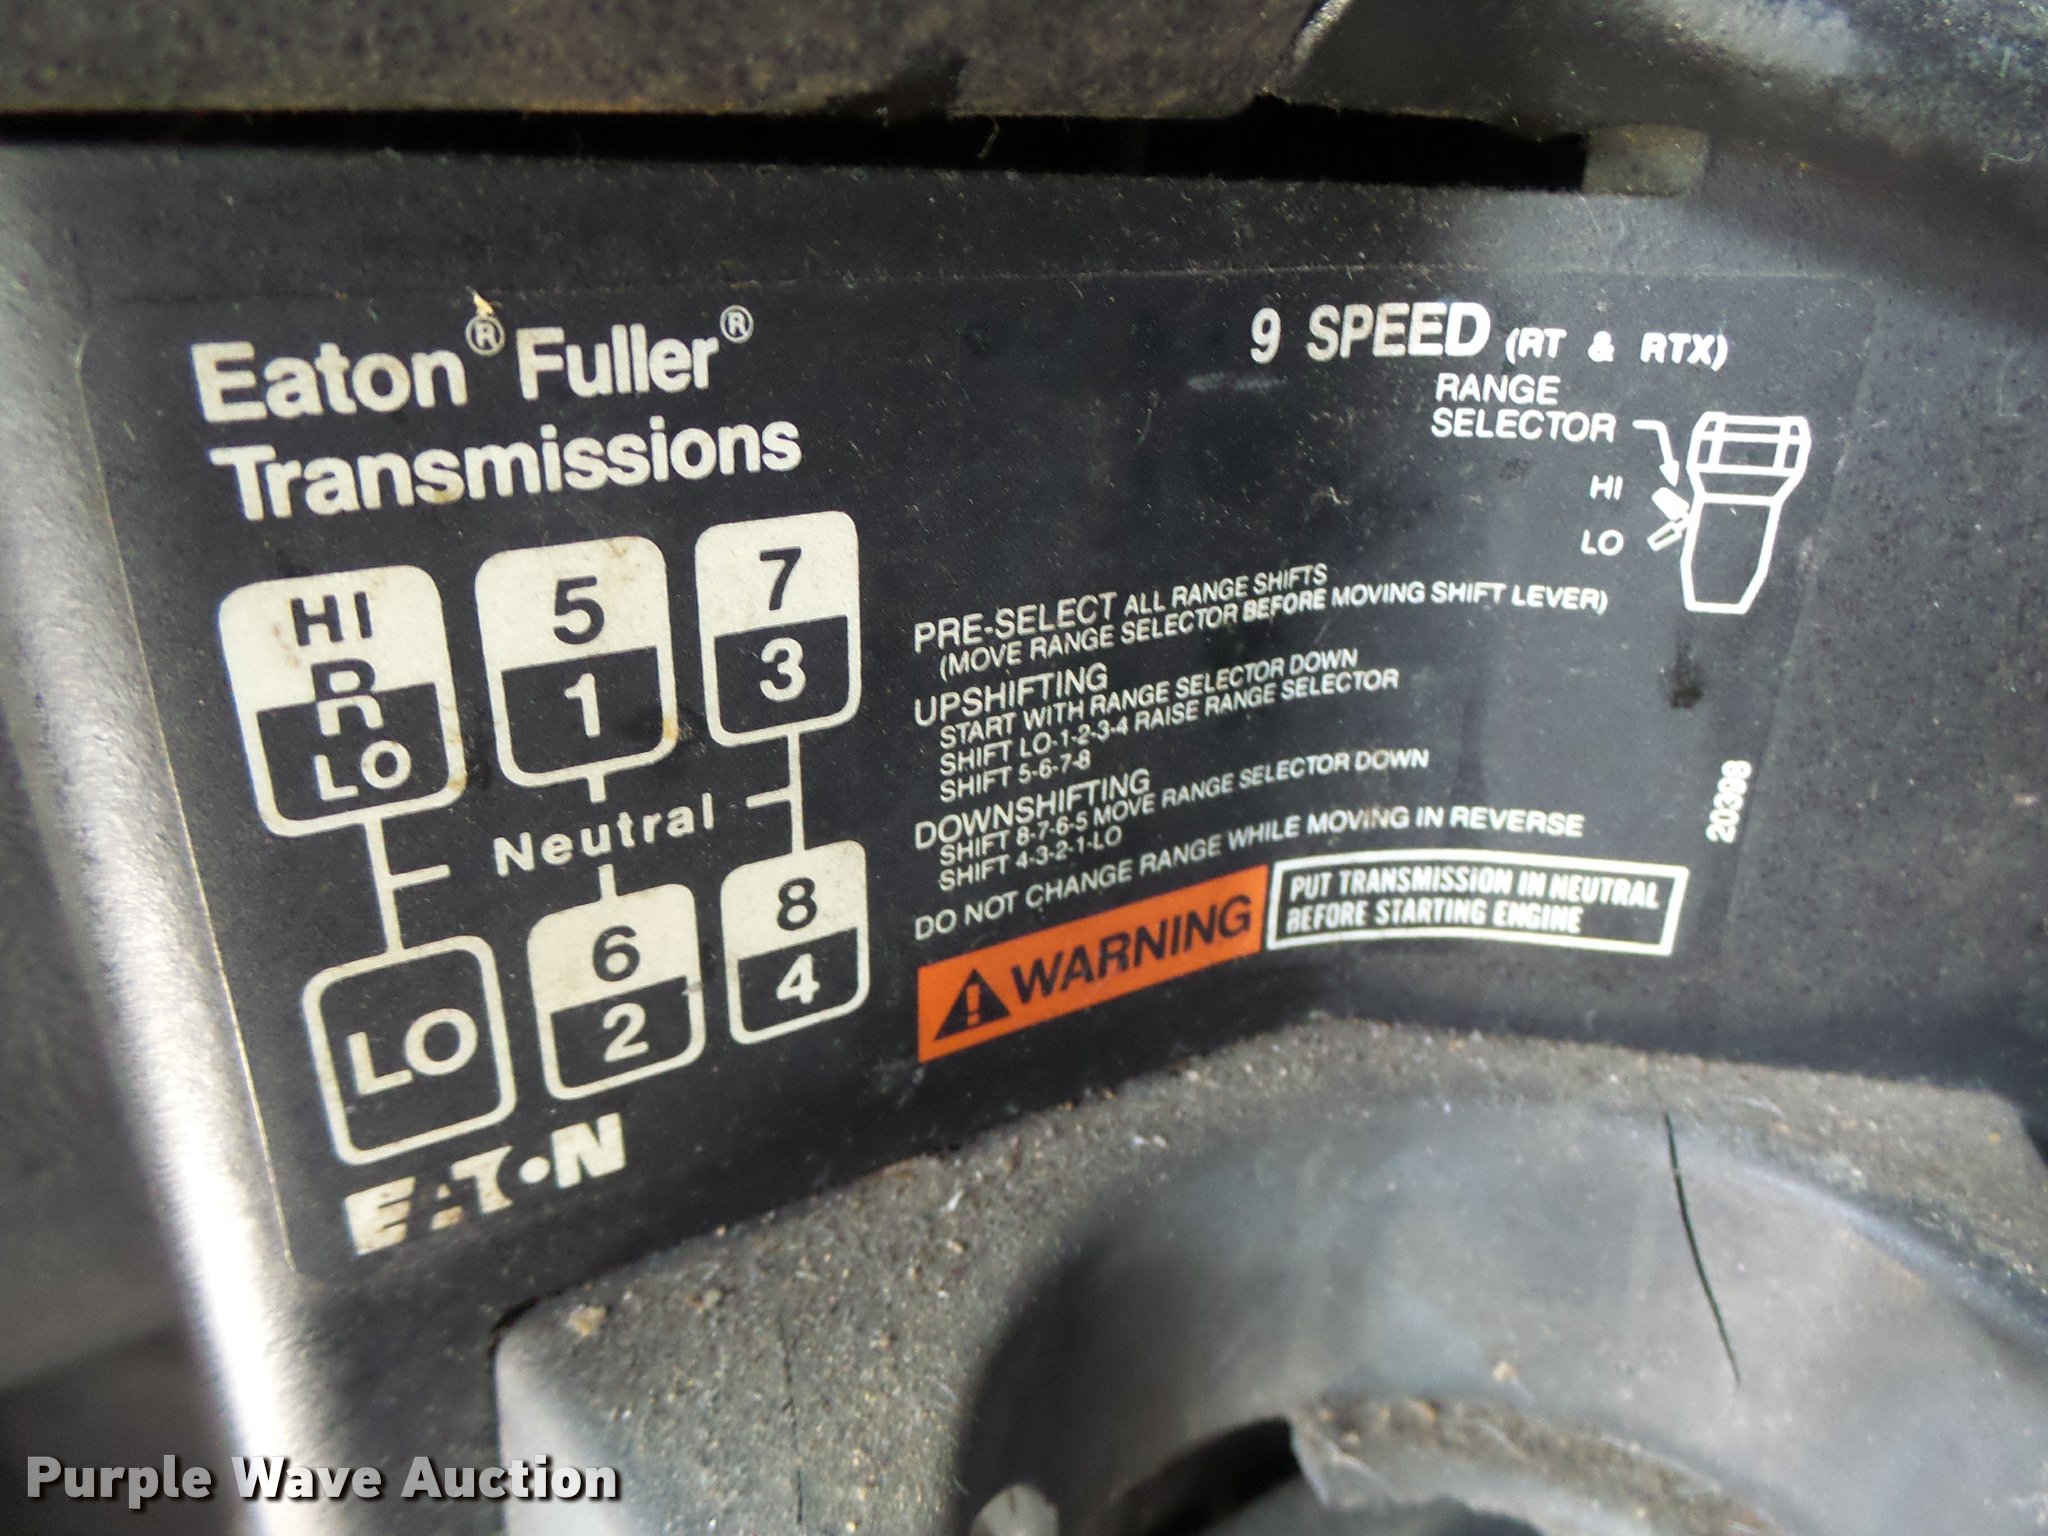 Eaton® Fuller®
Transmissions
9 SPEED (RT & RTX)
RANGE
SELECTOR
HI
LO
HI
R
LO
5
1
7
3
Neutral
LO
6
2
8
4
EATON
PRE-SELECT ALL RANGE SHIFTS
(MOVE RANGE SELECTOR BEFORE MOVING SHIFT LEVER)
UPSHIFTING
START WITH RANGE SELECTOR DOWN
SHIFT LO-1-2-3-4 RAISE RANGE SELECTOR
SHIFT 5-6-7-8
DOWNSHIFTING
SHIFT 8-7-6-5 MOVE RANGE SELECTOR DOWN
SHIFT 4-3-2-1-LO
DO NOT CHANGE RANGE WHILE MOVING IN REVERSE
WARNING
PUT TRANSMISSION IN NEUTRAL
BEFORE STARTING ENGINE
20398
Purple Wave Auction